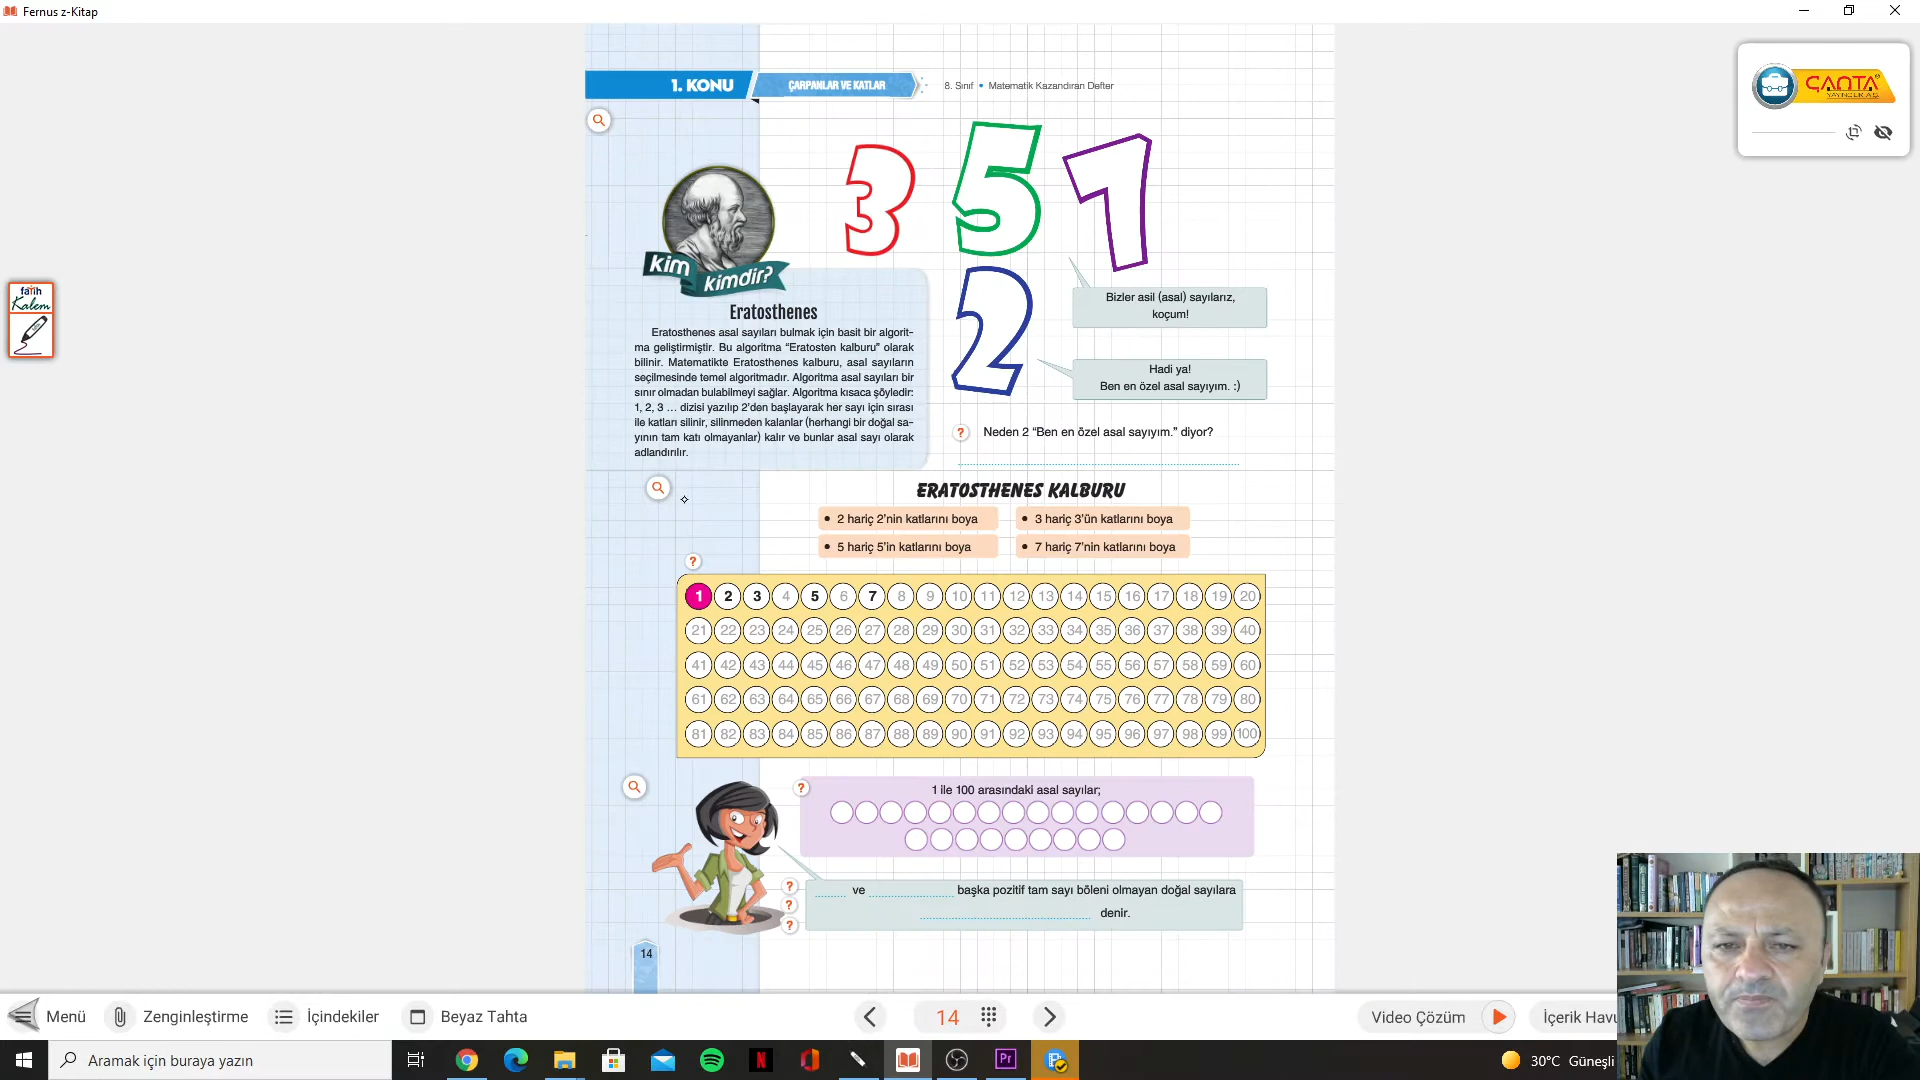 Fernus z-Kitap
1. KONU
ÇARPANLAR VE KATLAR
8. Sınıf • Matematik Kazandıran Defter
ÇANTA
YAYINCILIK A.Ş.
3 5 7
2
fatih
Kalem
kim
kimdir?
Eratosthenes
Eratosthenes asal sayıları bulmak için basit bir algorit-
ma geliştirmiştir. Bu algoritma “Eratosten kalburu” olarak
bilinir. Matematikte Eratosthenes kalburu, asal sayıların
seçilmesinde temel algoritmadır. Algoritma asal sayıları bir
sınır olmadan bulabilmeyi sağlar. Algoritma kısaca şöyledir:
1, 2, 3 ... dizisi yazılıp 2’den başlayarak her sayı için sırası
ile katları silinir, silinmeden kalanlar (herhangi bir doğal sa-
yının tam katı olmayanlar) kalır ve bunlar asal sayı olarak
adlandırılır.
Bizler asil (asal) sayılarız,
koçum!
Hadi ya!
Ben en özel asal sayıyım. :)
? Neden 2 “Ben en özel asal sayıyım.” diyor?
ERATOSTHENES KALBURU
• 2 hariç 2’nin katlarını boya
• 3 hariç 3’ün katlarını boya
• 5 hariç 5’in katlarını boya
• 7 hariç 7’nin katlarını boya
?
1 2 3 4 5 6 7 8 9 10 11 12 13 14 15 16 17 18 19 20
21 22 23 24 25 26 27 28 29 30 31 32 33 34 35 36 37 38 39 40
41 42 43 44 45 46 47 48 49 50 51 52 53 54 55 56 57 58 59 60
61 62 63 64 65 66 67 68 69 70 71 72 73 74 75 76 77 78 79 80
81 82 83 84 85 86 87 88 89 90 91 92 93 94 95 96 97 98 99 100
? 1 ile 100 arasındaki asal sayılar;
? ........ ve ........................ başka pozitif tam sayı böleni olmayan doğal sayılara
? ................................................ denir.
?
14
Menü
Zenginleştirme
İçindekiler
Beyaz Tahta
14
Video Çözüm
İçerik Havu
Aramak için buraya yazın
Pr
30°C Güneşli